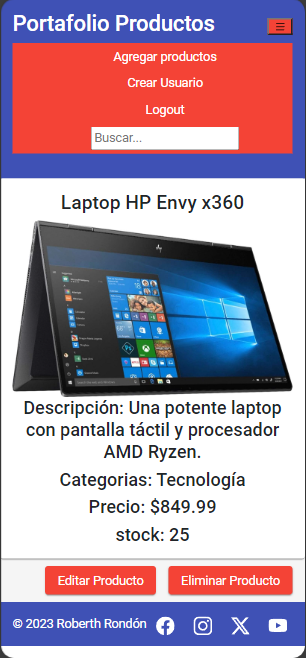 Portafolio Productos
Agregar productos
Crear Usuario
Logout
Buscar...
Laptop HP Envy x360
Descripción: Una potente laptop
con pantalla táctil y procesador
AMD Ryzen.
Categorias: Tecnología
Precio: $849.99
stock: 25
Editar Producto
Eliminar Producto
© 2023 Roberth Rondón